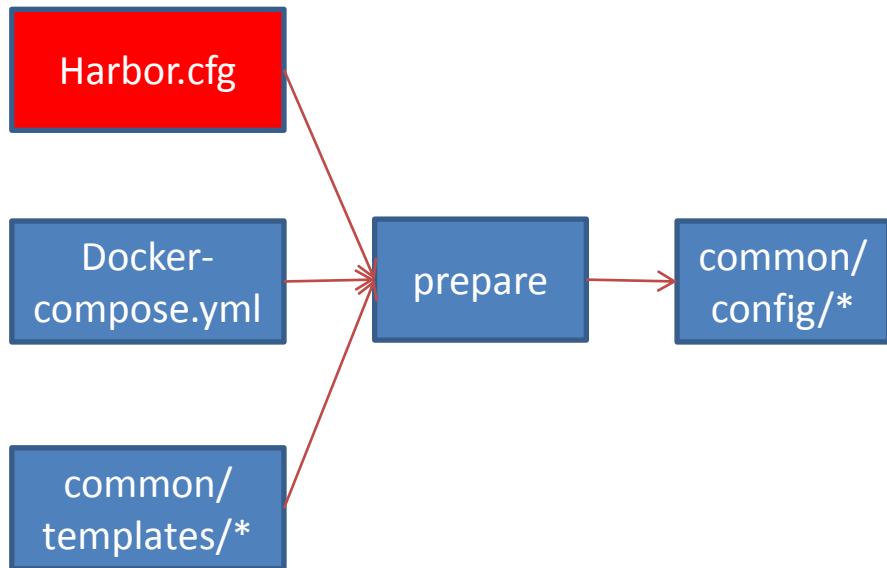 Harbor.cfg
Docker-
compose.yml
prepare
common/
config/*
common/
templates/*